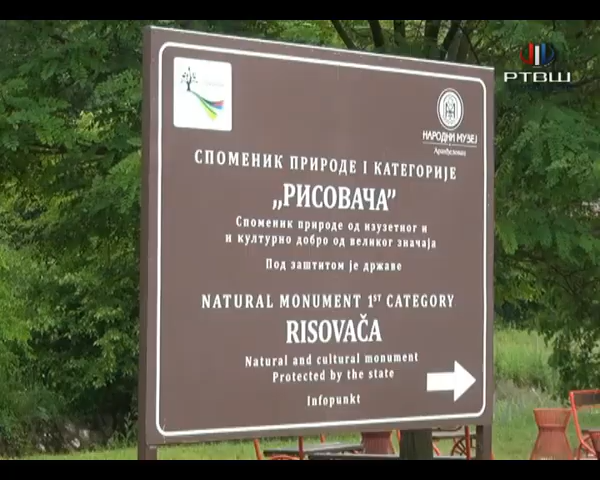 РТВШ
НАРОДНИ МУЗЕЈ
Аранђеловац
СПОМЕНИК ПРИРОДЕ I КАТЕГОРИЈЕ
„РИСОВАЧА”
Споменик природе од изузетног и
и културно добро од великог значаја
Под заштитом је државе
NATURAL MONUMENT 1ST CATEGORY
RISOVAČA
Natural and cultural monument
Protected by the state
Infopunkt